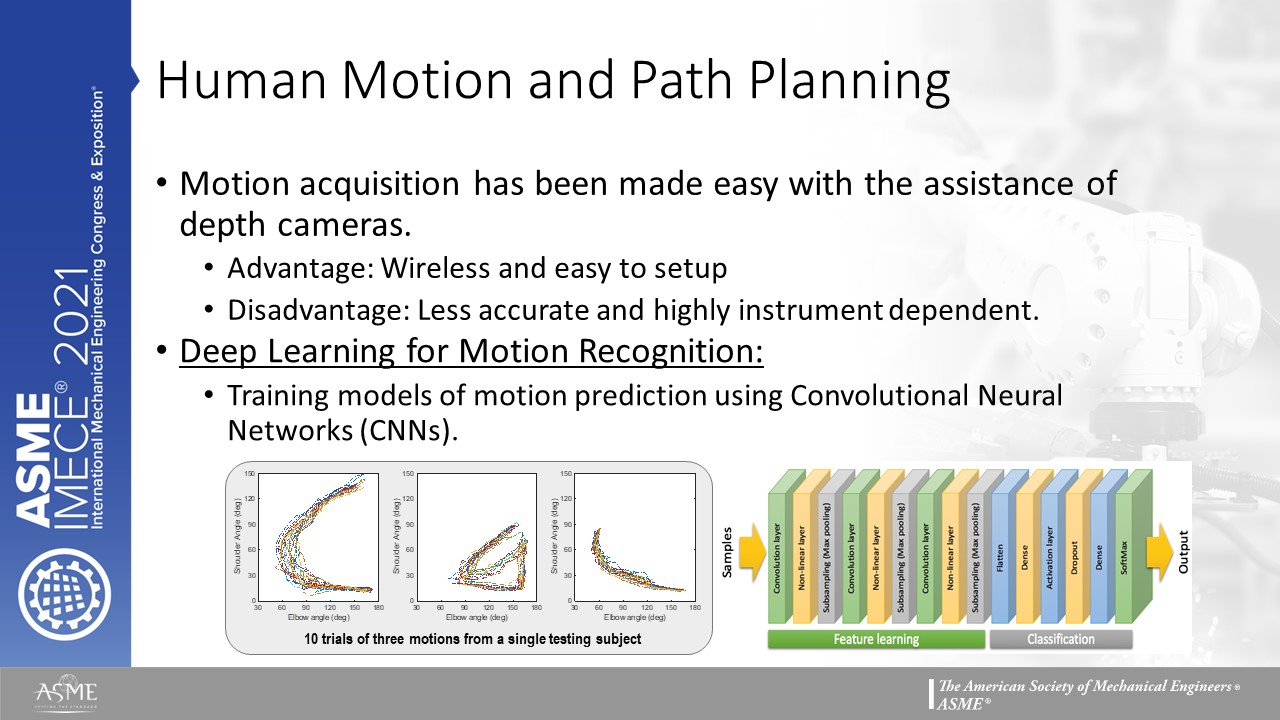 Human Motion and Path Planning
• Motion acquisition has been made easy with the assistance of
depth cameras.
• Advantage: Wireless and easy to setup
• Disadvantage: Less accurate and highly instrument dependent.
• Deep Learning for Motion Recognition:
• Training models of motion prediction using Convolutional Neural
Networks (CNNs).
150
120
90
60
30
0
30 60 90 120 150 180
Shoulder Angle (deg)
Elbow angle (deg)
150
120
90
60
30
0
30 60 90 120 150 180
Shoulder Angle (deg)
Elbow angle (deg)
150
120
90
60
30
0
30 60 90 120 150 180
Shoulder Angle (deg)
Elbow angle (deg)
10 trials of three motions from a single testing subject
Samples
Convolution layer
Non-linear layer
Subsampling (Max pooling)
Convolution layer
Non-linear layer
Subsampling (Max pooling)
Convolution layer
Non-linear layer
Subsampling (Max pooling)
Flatten
Dense
Activation layer
Dropout
Dense
SoftMax
Output
Feature learning
Classification
ASME
IMECE® 2021
International Mechanical Engineering Congress & Exposition®
ASME
SETTING THE STANDARD
The American Society of Mechanical Engineers®
ASME®